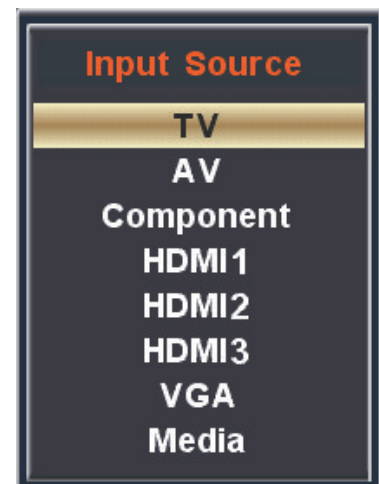 Input Source
TV
AV
Component
HDMI1
HDMI2
HDMI3
VGA
Media